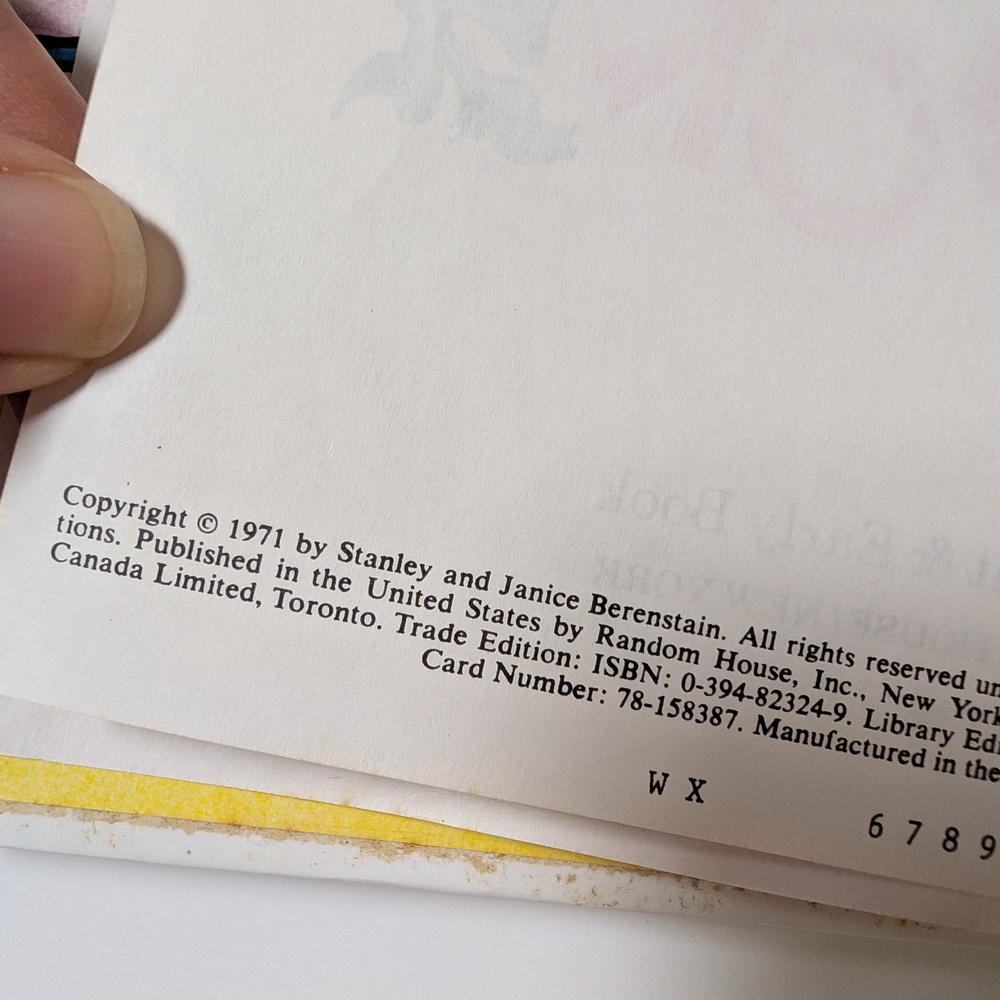 Copyright © 1971 by Stanley and Janice Berenstain. All rights reserved un
tions. Published in the United States by Random House, Inc., New York
Canada Limited, Toronto. Trade Edition: ISBN: 0-394-82324-9. Library Edi
Card Number: 78-158387. Manufactured in the
W X
6 7 8 9